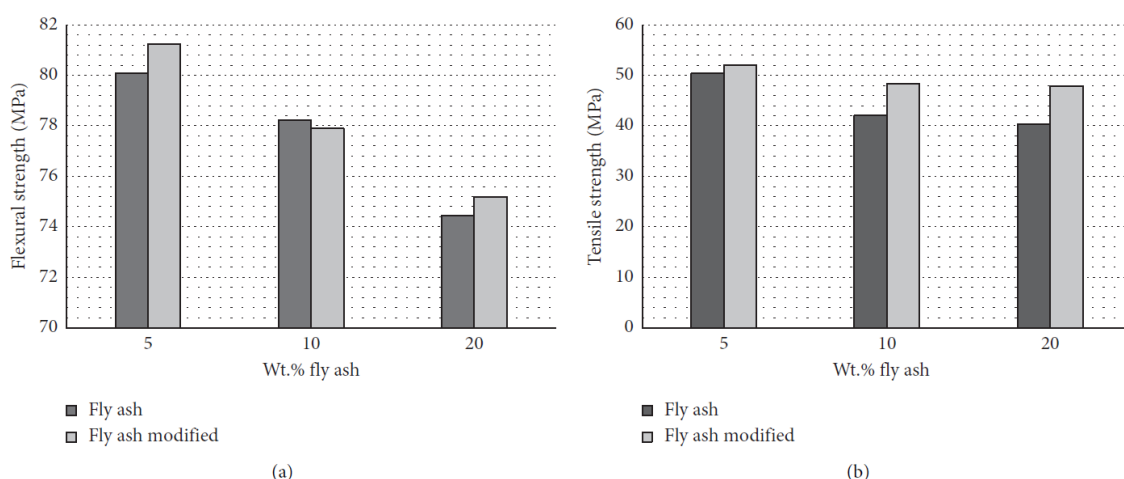 82
80
78
76
74
72
70
Flexural strength (MPa)
5
10
20
Wt.% fly ash
Fly ash
Fly ash modified
(a)
60
50
40
30
20
10
0
Tensile strength (MPa)
5
10
20
Wt.% fly ash
Fly ash
Fly ash modified
(b)